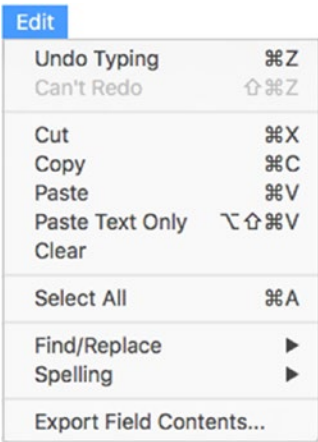 Edit
Undo Typing ⌘Z
Can't Redo ⇧⌘Z
Cut ⌘X
Copy ⌘C
Paste ⌘V
Paste Text Only ⌥⇧⌘V
Clear
Select All ⌘A
Find/Replace ▶
Spelling ▶
Export Field Contents...